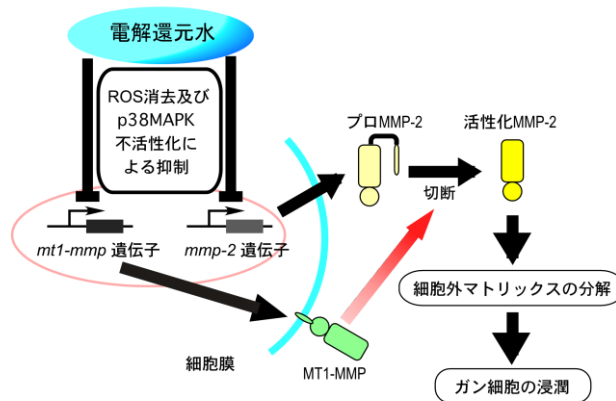 電解還元水
ROS消去及び
p38MAPK
不活性化に
よる抑制
プロMMP-2
活性化MMP-2
切断
mt1-mmp 遺伝子
mmp-2 遺伝子
細胞外マトリックスの分解
細胞膜
MT1-MMP
ガン細胞の浸潤